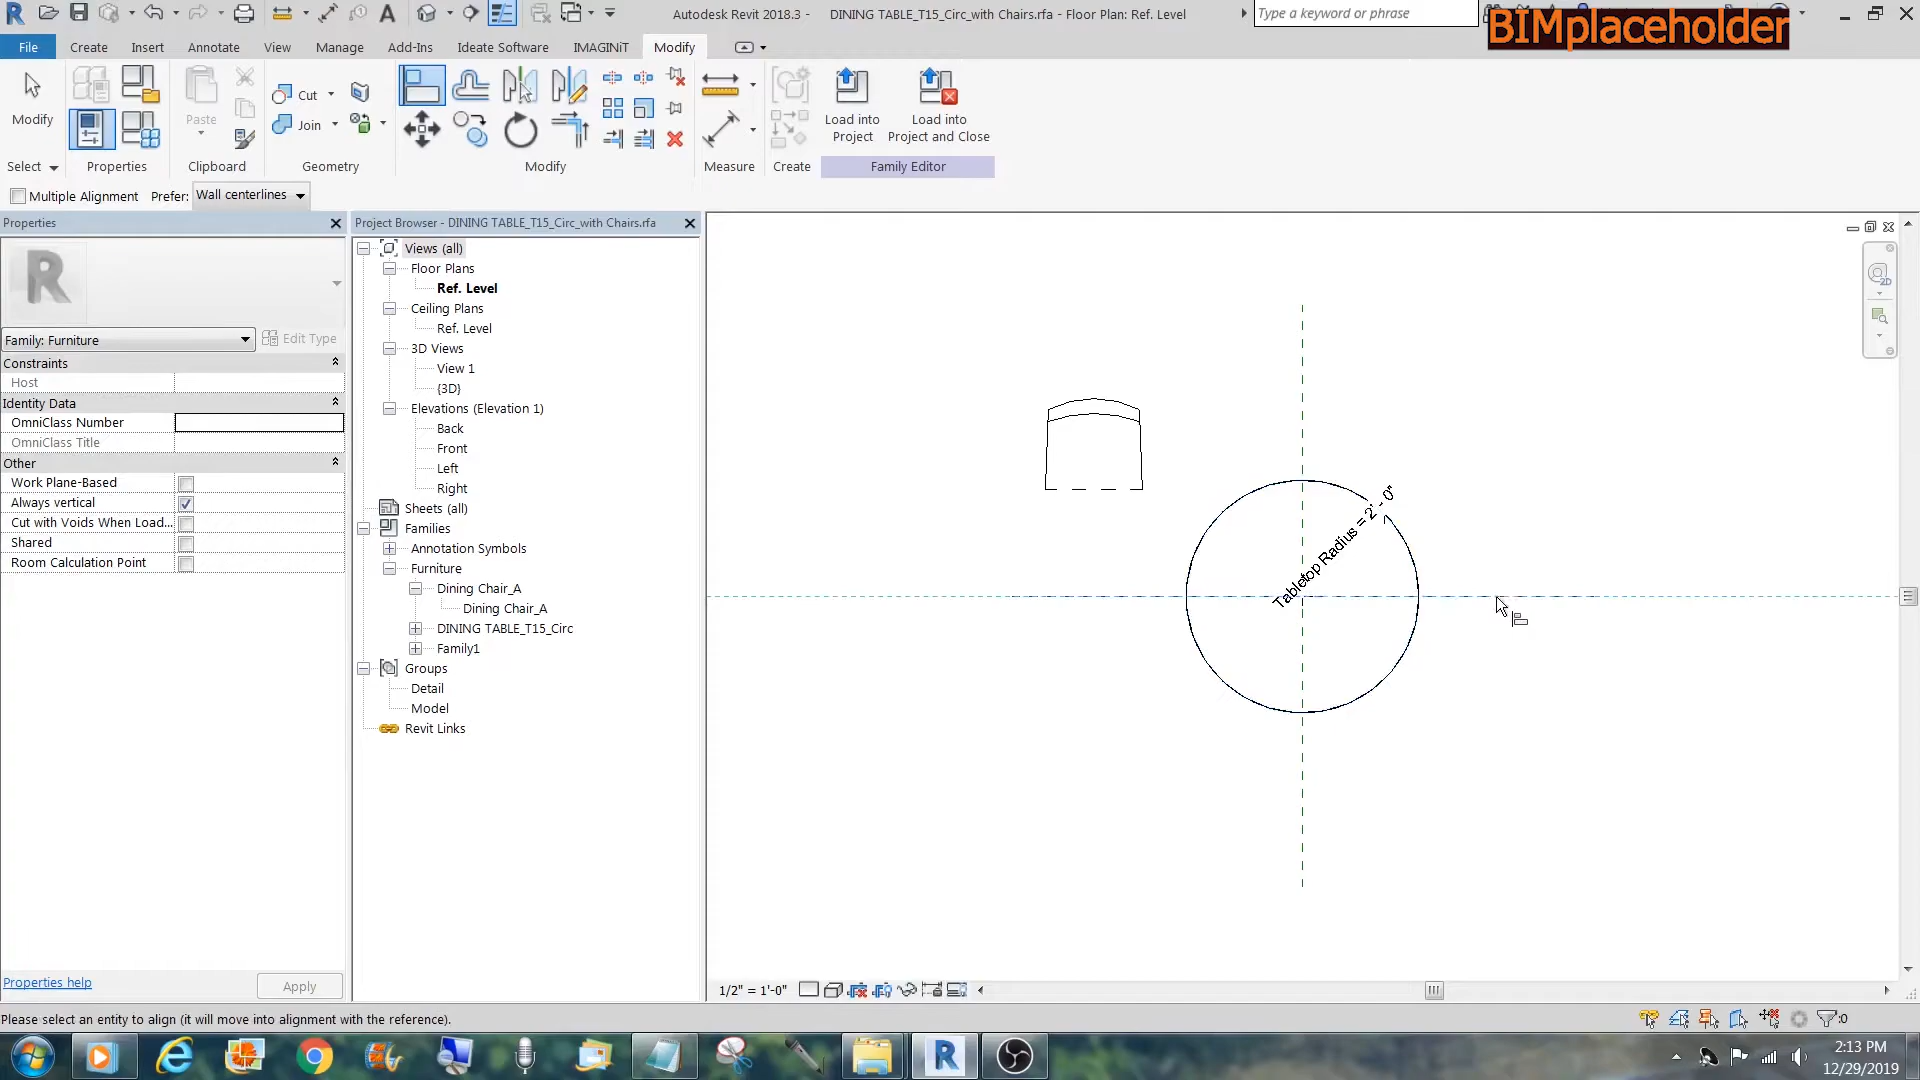 Autodesk Revit 2018.3 - DINING TABLE_T15_Circ_with Chairs.rfa - Floor Plan: Ref. Level
Type a keyword or phrase
BIMplaceholder
File Create Insert Annotate View Manage Add-Ins Ideate Software IMAGINiT Modify
Modify
Paste
Cut
Join
Load into Project
Load into Project and Close
Select Properties Clipboard Geometry Modify Measure Create Family Editor
Multiple Alignment Prefer: Wall centerlines
Properties
Family: Furniture
Edit Type
Constraints
Host
Identity Data
OmniClass Number
OmniClass Title
Other
Work Plane-Based
Always vertical
Cut with Voids When Load...
Shared
Room Calculation Point
Properties help
Apply
Project Browser - DINING TABLE_T15_Circ_with Chairs.rfa
Views (all)
Floor Plans
Ref. Level
Ceiling Plans
Ref. Level
3D Views
View 1
{3D}
Elevations (Elevation 1)
Back
Front
Left
Right
Sheets (all)
Families
Annotation Symbols
Furniture
Dining Chair_A
Dining Chair_A
DINING TABLE_T15_Circ
Family1
Groups
Detail
Model
Revit Links
2D
Tabletop Radius = 2' - 0"
1/2" = 1'-0"
Please select an entity to align (it will move into alignment with the reference).
:0
2:13 PM
12/29/2019